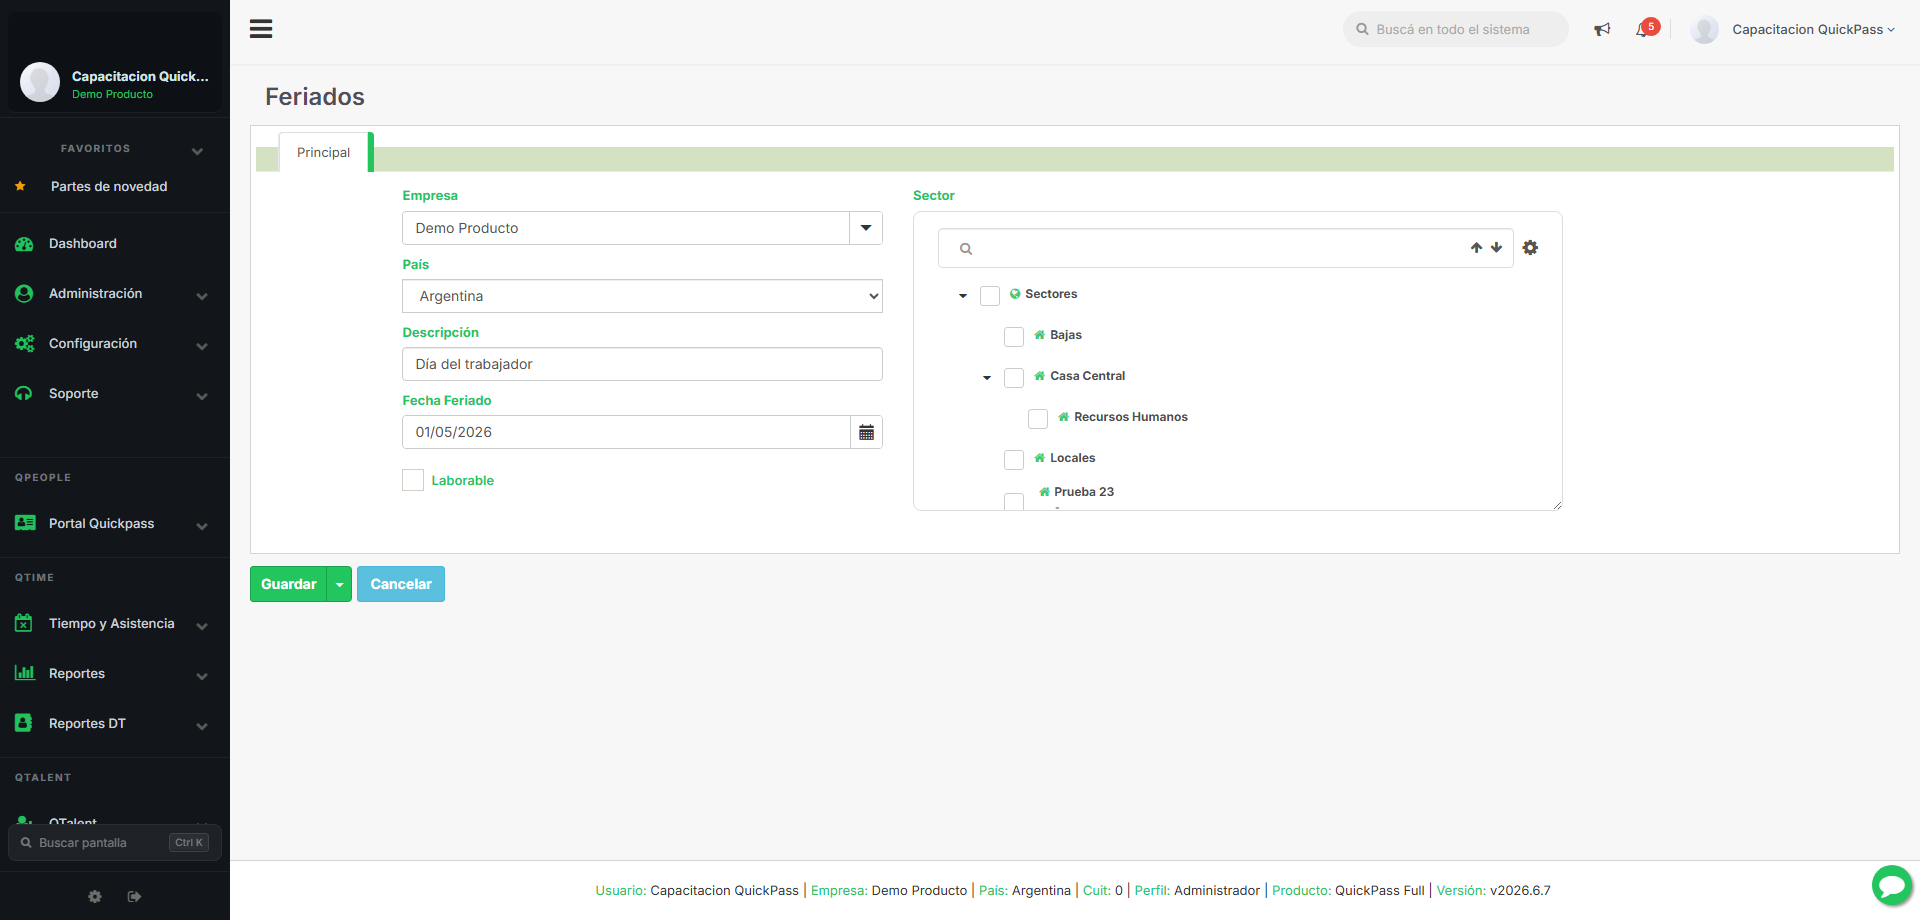 Capacitacion Quick...
Demo Producto
FAVORITOS
Partes de novedad
Dashboard
Administración
Configuración
Soporte
QPEOPLE
Portal Quickpass
QTIME
Tiempo y Asistencia
Reportes
Reportes DT
QTALENT
QTalent
Buscar pantalla
Ctrl K
Buscá en todo el sistema
5
Capacitacion QuickPass
Feriados
Principal
Empresa
Demo Producto
País
Argentina
Descripción
Día del trabajador
Fecha Feriado
01/05/2026
Laborable
Sector
Sectores
Bajas
Casa Central
Recursos Humanos
Locales
Prueba 23
-
Guardar
Cancelar
Usuario: Capacitacion QuickPass | Empresa: Demo Producto | País: Argentina | Cuit: 0 | Perfil: Administrador | Producto: QuickPass Full | Versión: v2026.6.7